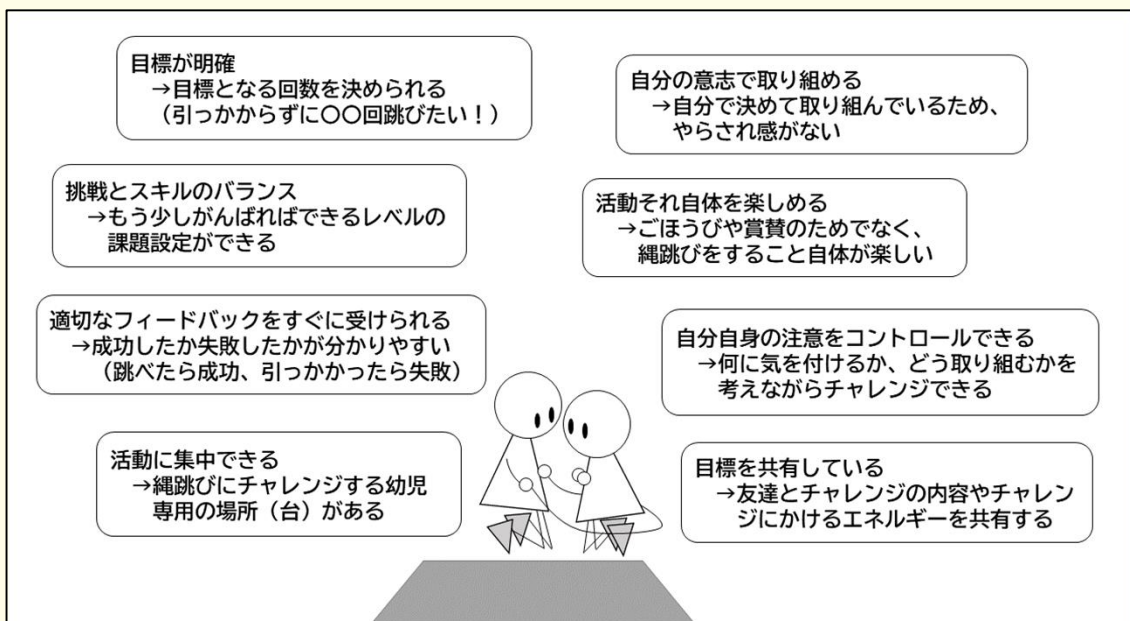 目標が明確
→目標となる回数を決められる
（引っかからずに〇〇回跳びたい！）
挑戦とスキルのバランス
→もう少しがんばればできるレベルの
課題設定ができる
適切なフィードバックをすぐに受けられる
→成功したか失敗したかが分かりやすい
（跳べたら成功、引っかかったら失敗）
活動に集中できる
→縄跳びにチャレンジする幼児
専用の場所（台）がある
自分の意志で取り組める
→自分で決めて取り組んでいるため、
やらされ感がない
活動それ自体を楽しめる
→ごほうびや賞賛のためでなく、
縄跳びをすること自体が楽しい
自分自身の注意をコントロールできる
→何に気を付けるか、どう取り組むかを
考えながらチャレンジできる
目標を共有している
→友達とチャレンジの内容やチャレン
ジにかけるエネルギーを共有する